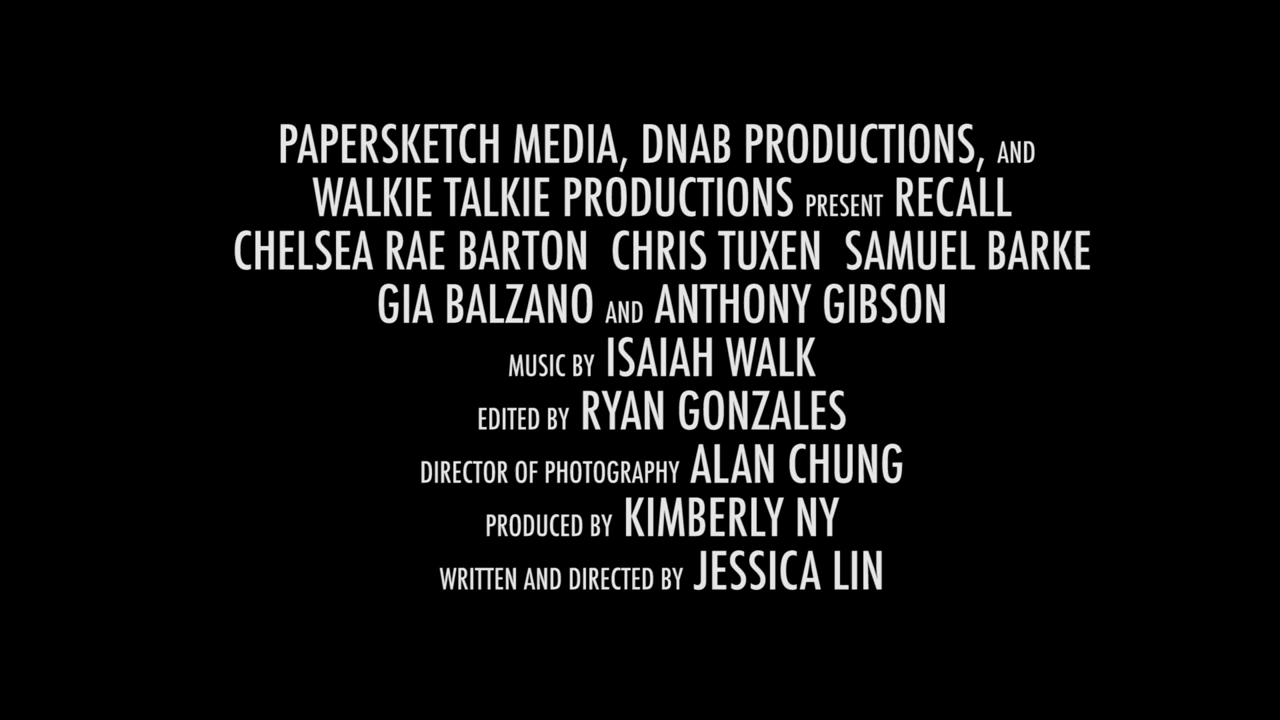 PAPERSKETCH MEDIA, DNAB PRODUCTIONS, AND
WALKIE TALKIE PRODUCTIONS PRESENT RECALL
CHELSEA RAE BARTON CHRIS TUXEN SAMUEL BARKE
GIA BALZANO AND ANTHONY GIBSON
MUSIC BY ISAIAH WALK
EDITED BY RYAN GONZALES
DIRECTOR OF PHOTOGRAPHY ALAN CHUNG
PRODUCED BY KIMBERLY NY
WRITTEN AND DIRECTED BY JESSICA LIN